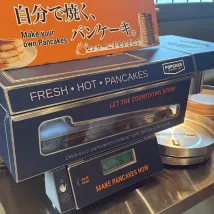 自分で焼く、
パンケーキ。
Make your
own Pancakes
FRESH • HOT • PANCAKES
POPCAKE
LET THE COUNTDOWN BEGIN
MAKE PANCAKES NOW